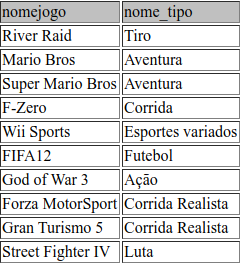 nomejogo nome_tipo
River Raid Tiro
Mario Bros Aventura
Super Mario Bros Aventura
F-Zero Corrida
Wii Sports Esportes variados
FIFA12 Futebol
God of War 3 Ação
Forza MotorSport Corrida Realista
Gran Turismo 5 Corrida Realista
Street Fighter IV Luta